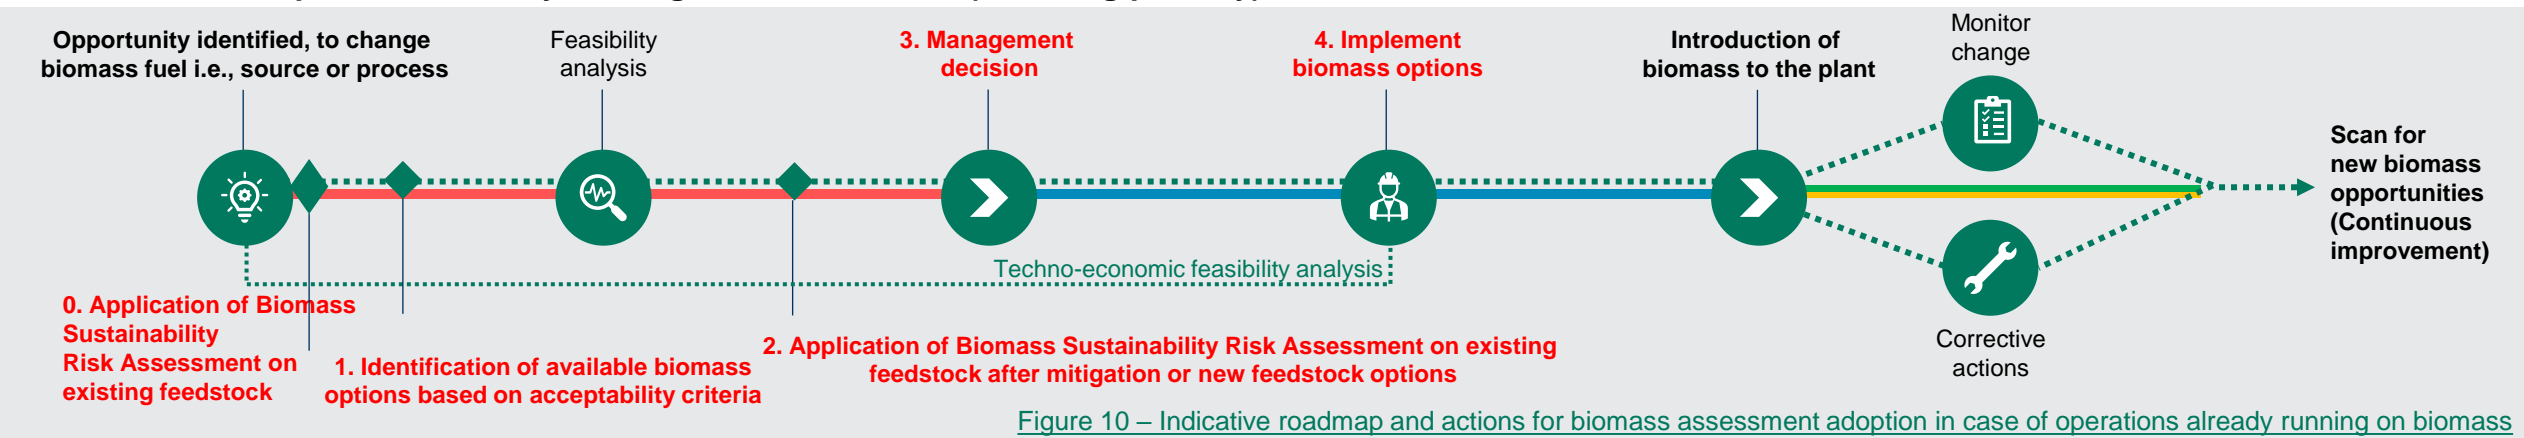 Opportunity identified, to change
biomass fuel i.e., source or process
Feasibility
analysis
3. Management
decision
4. Implement
biomass options
Introduction of
biomass to the plant
Monitor
change
Scan for
new biomass
opportunities
(Continuous
improvement)
Techno-economic feasibility analysis
0. Application of Biomass
Sustainability
Risk Assessment on
existing feedstock
1. Identification of available biomass
options based on acceptability criteria
2. Application of Biomass Sustainability Risk Assessment on existing
feedstock after mitigation or new feedstock options
Corrective
actions
Figure 10 – Indicative roadmap and actions for biomass assessment adoption in case of operations already running on biomass